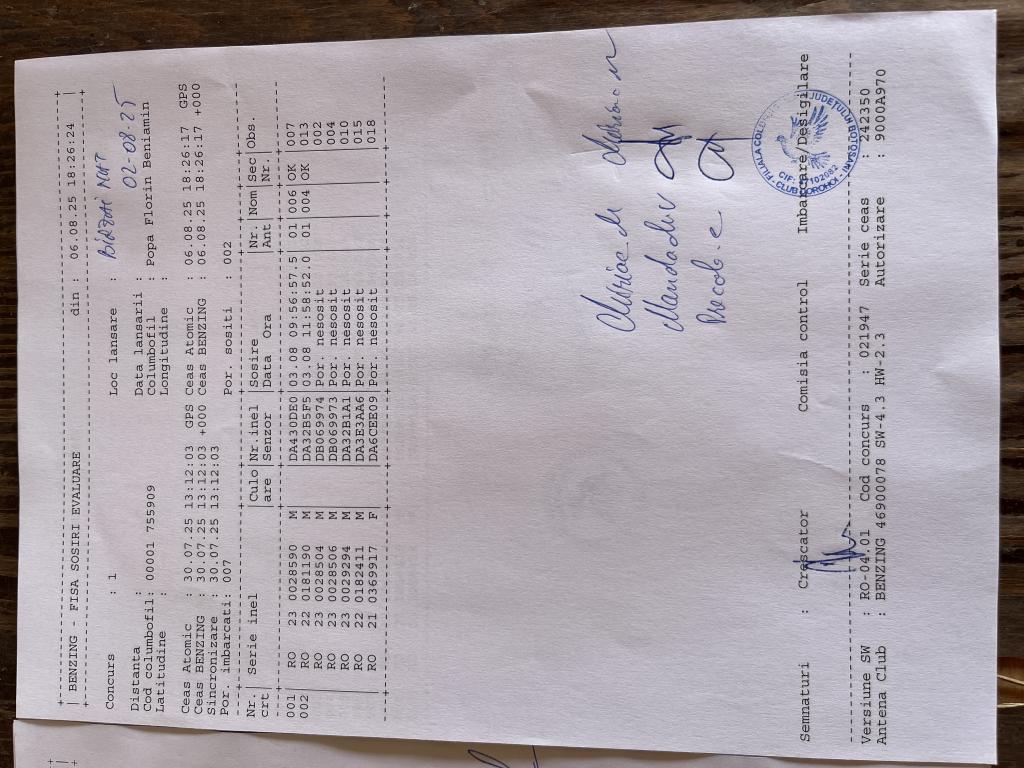 BENZING - FISA SOSIRI EVALUARE din : 06.08.25 18:26:24
Concurs : 1 Loc lansare :
Distanta Data lansarii : 02-08-25
Cod columbofil: 00001 755909 Columbofil : Popa Florin Beniamin
Latitudine : Longitudine :
Ceas Atomic : 30.07.25 13:12:03 GPS Ceas Atomic : 06.08.25 18:26:17 GPS
Ceas BENZING : 30.07.25 13:12:03 +000 Ceas BENZING : 06.08.25 18:26:17 +000
Sincronizare : 30.07.25 13:12:03
Por. imbarcati: 007 Por. sositi : 002
Nr. | Serie inel |Culo|Nr.inel |Sosire |Nr.|Nom|Sec|Obs.
crt| |are |Senzor |Data Ora |Ant| |Nr |
001| RO 23 0028590 M |DA430DE0|03.08 09:56:57.5| 01|006|OK |007
002| RO 22 0181190 M |DA32B5F5|03.08 11:58:52.0| 01|004|OK |013
RO 23 0028504 M |DB069974|Por. nesosit | | | |002
RO 23 0028506 M |DB069973|Por. nesosit | | | |004
RO 23 0029294 M |DA32B1A1|Por. nesosit | | | |010
RO 22 0182411 M |DA3E3AA6|Por. nesosit | | | |015
RO 21 0369917 F |DA6CEE09|Por. nesosit | | | |018
Semnaturi : Crescator Comisia control Imbarcare/Desigilare
Versiune SW : RO-04.01 Cod concurs : 021947 Serie ceas : 242350
Antena Club : BENZING 46900078 SW-4.3 HW-2.3 Autorizare : 9000A970